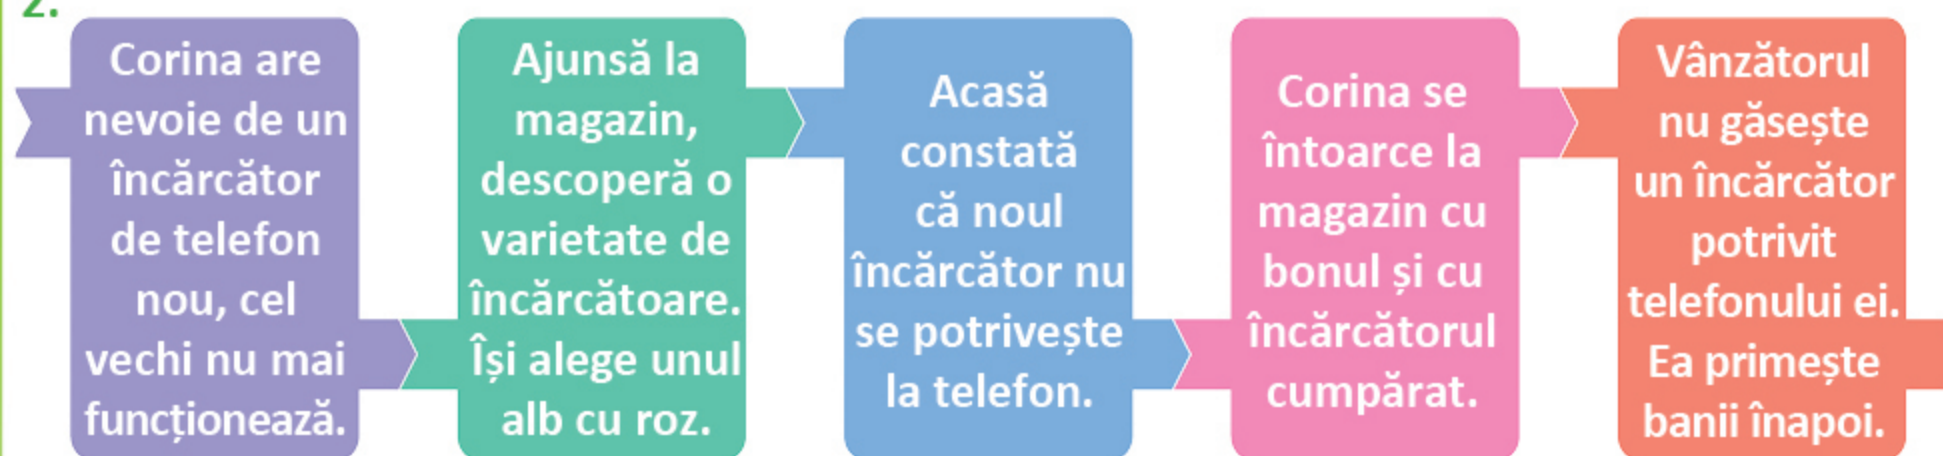 2.
Corina are
nevoie de un
încărcător
de telefon
nou, cel
vechi nu mai
funcționează.
Ajunsă la
magazin,
descoperă o
varietate de
încărcătoare.
Își alege unul
alb cu roz.
Acasă
constată
că noul
încărcător nu
se potrivește
la telefon.
Corina se
întoarce la
magazin cu
bonul și cu
încărcătorul
cumpărat.
Vânzătorul
nu găsește
un încărcător
potrivit
telefonului ei.
Ea primește
banii înapoi.